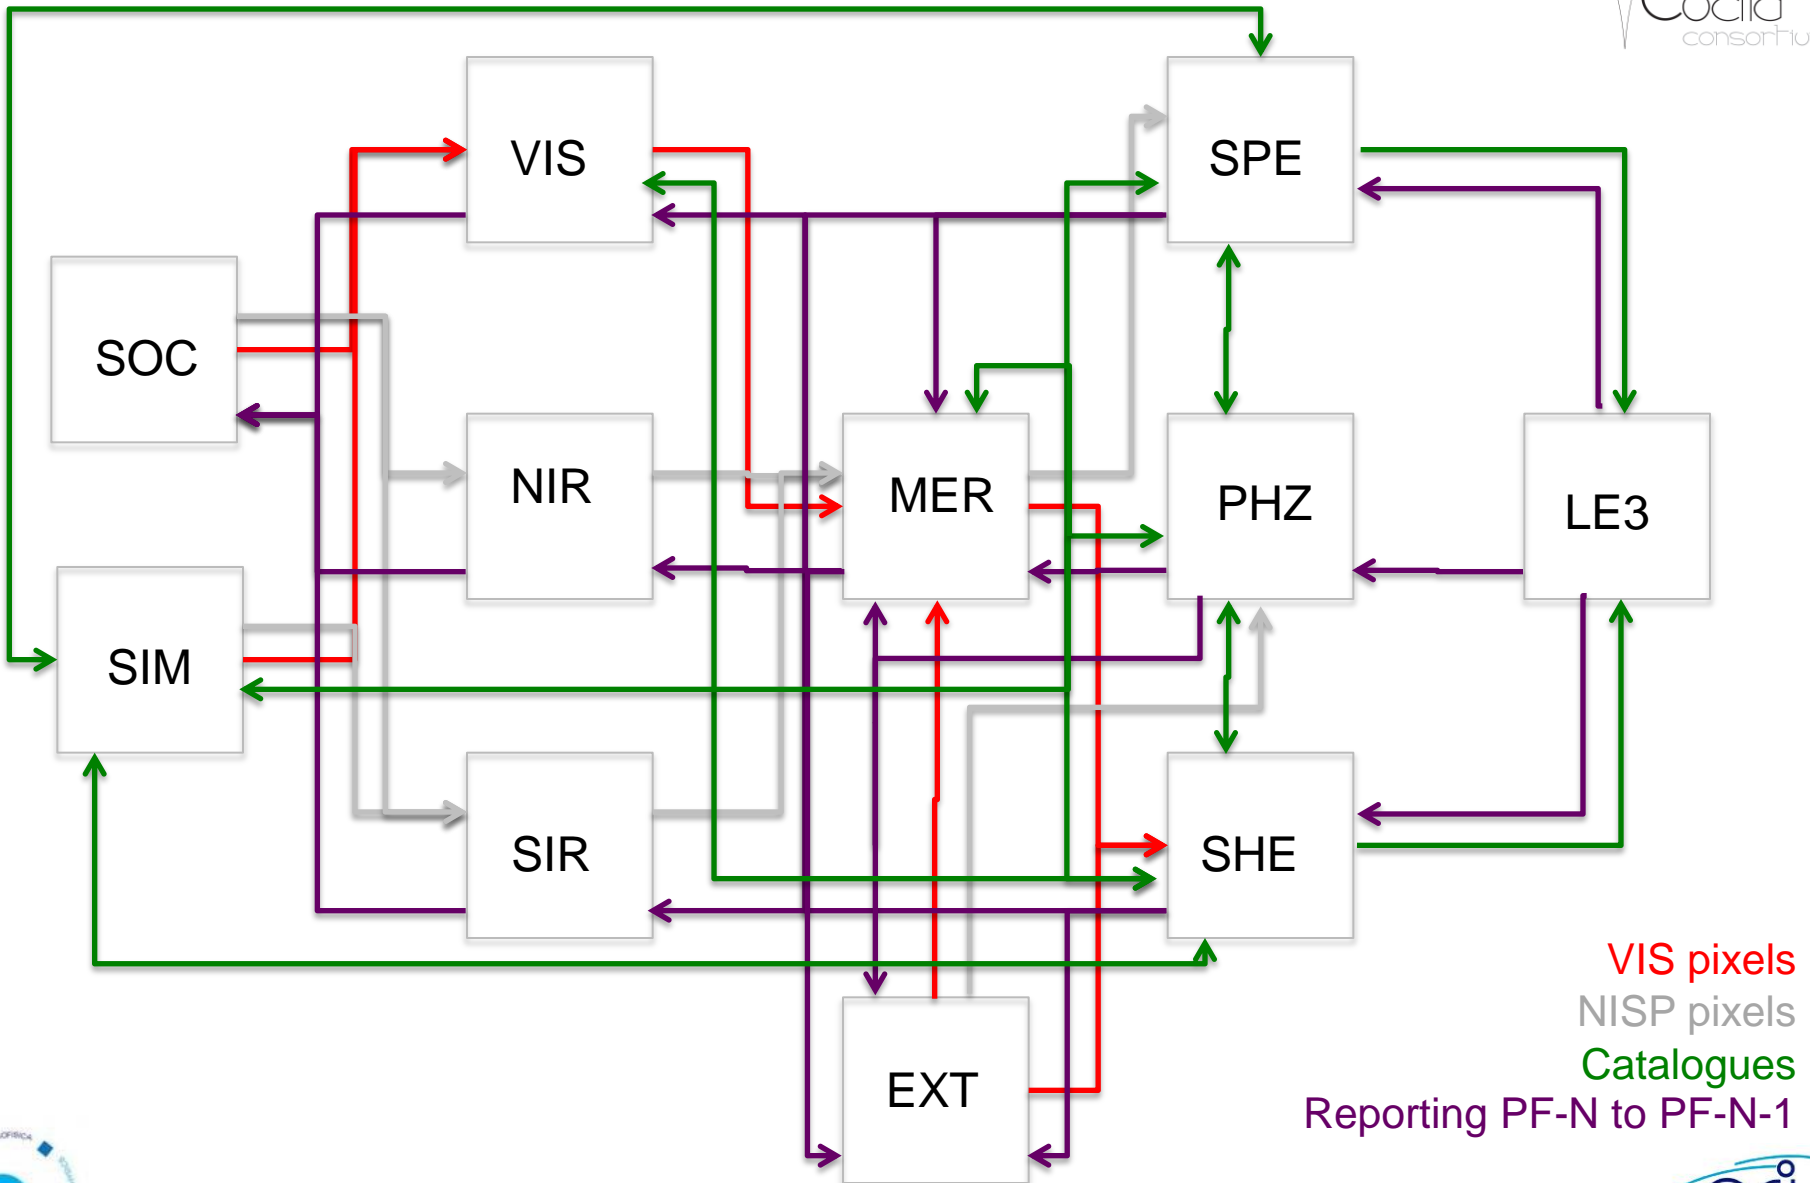 consortiu
VIS
SPE
SOC
NIR
MER
PHZ
LE3
SIM
SIR
SHE
EXT
VIS pixels
NISP pixels
Catalogues
Reporting PF-N to PF-N-1